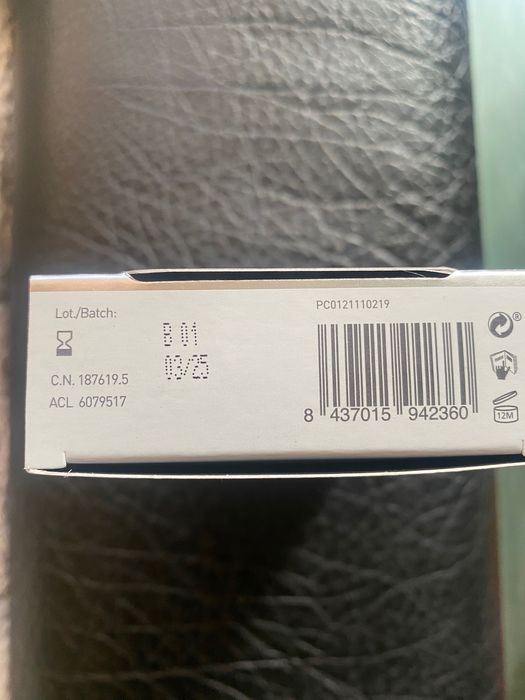 Lot./Batch:
B 01
03/25
C.N. 187619.5
ACL 6079517
PC0121110219
8 437015 942360
®
12M